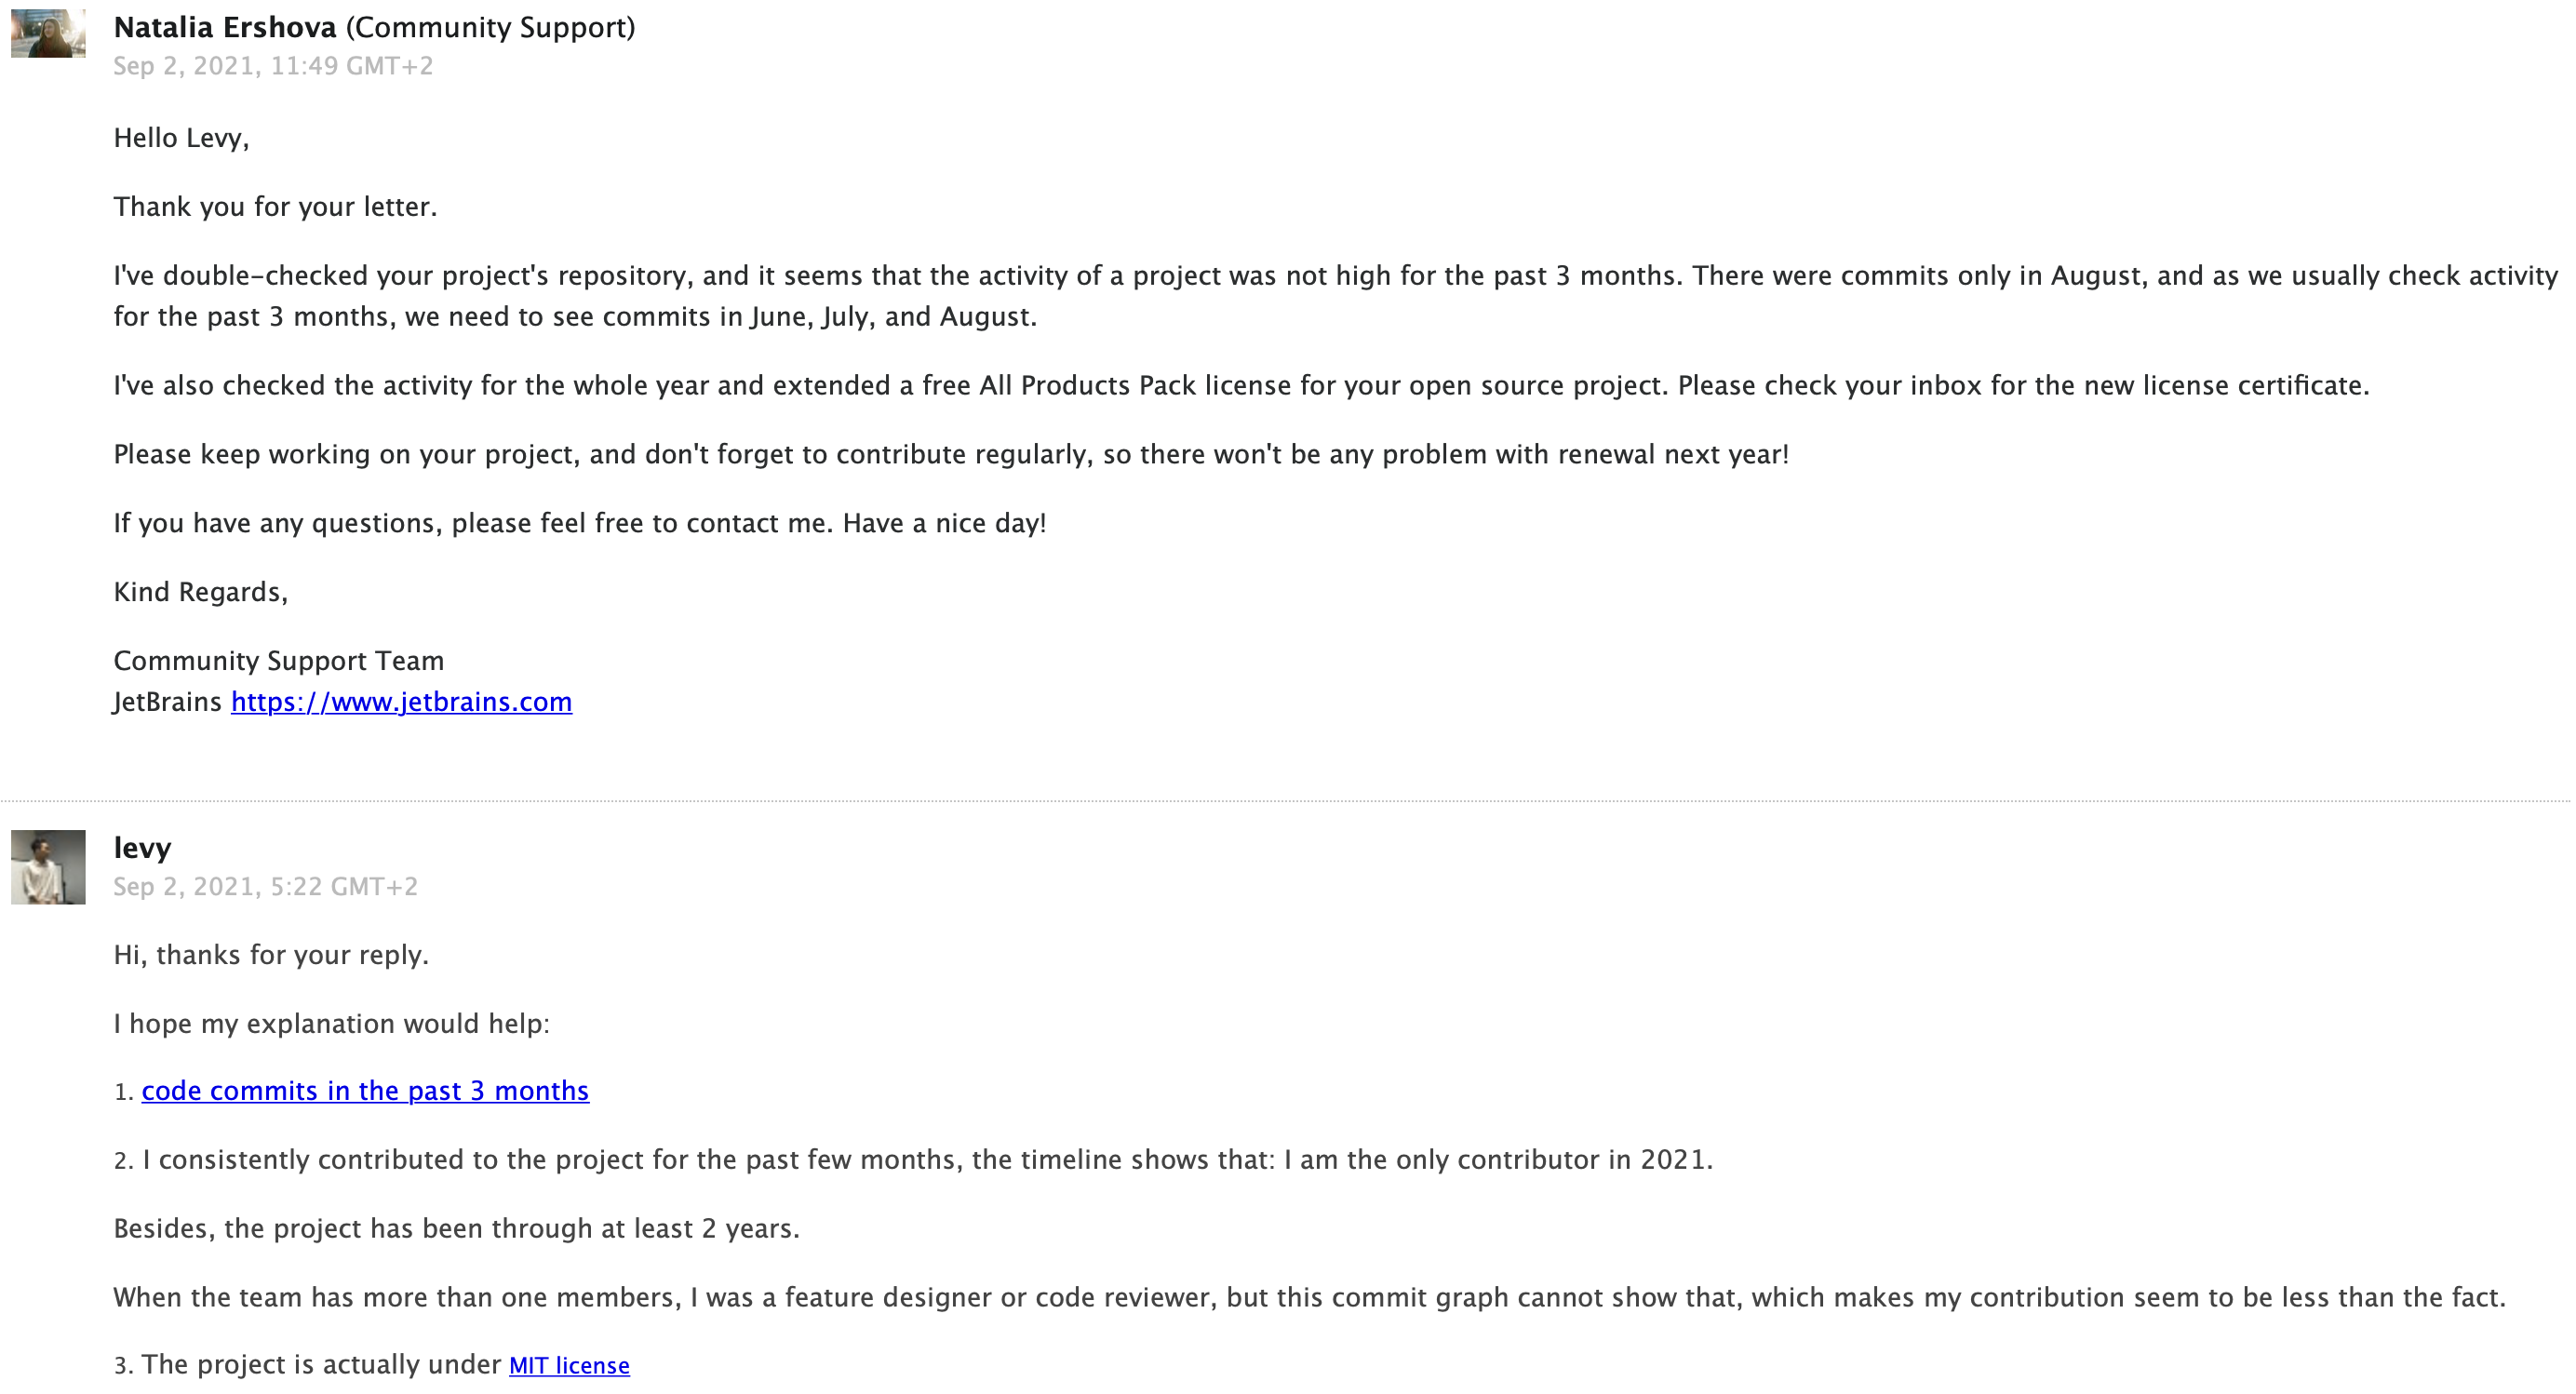 Natalia Ershova (Community Support)
Sep 2, 2021, 11:49 GMT+2
Hello Levy,
Thank you for your letter.
I've double-checked your project's repository, and it seems that the activity of a project was not high for the past 3 months. There were commits only in August, and as we usually check activity
for the past 3 months, we need to see commits in June, July, and August.
I've also checked the activity for the whole year and extended a free All Products Pack license for your open source project. Please check your inbox for the new license certificate.
Please keep working on your project, and don't forget to contribute regularly, so there won't be any problem with renewal next year!
If you have any questions, please feel free to contact me. Have a nice day!
Kind Regards,
Community Support Team
JetBrains https://www.jetbrains.com
levy
Sep 2, 2021, 5:22 GMT+2
Hi, thanks for your reply.
I hope my explanation would help:
1. code commits in the past 3 months
2. I consistently contributed to the project for the past few months, the timeline shows that: I am the only contributor in 2021.
Besides, the project has been through at least 2 years.
When the team has more than one members, I was a feature designer or code reviewer, but this commit graph cannot show that, which makes my contribution seem to be less than the fact.
3. The project is actually under MIT license